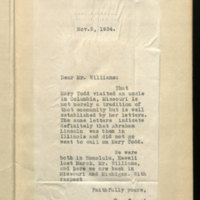 Nov.2, 1934.
Dear Mr. Williams:
That
Mary Todd visited an uncle
in Columbia, Missouri is
not merely a tradition of
that community but is well
established by her letters.
The same letters indicate
definitely that Abraham
Lincoln was then in
Illinois and did not go
west to call on Mary Todd.
We were
both in Honolulu, Hawaii
last March, Mr. Williams,
and here we are back in
Missouri and Michigan. With
respect
Faithfully yours,